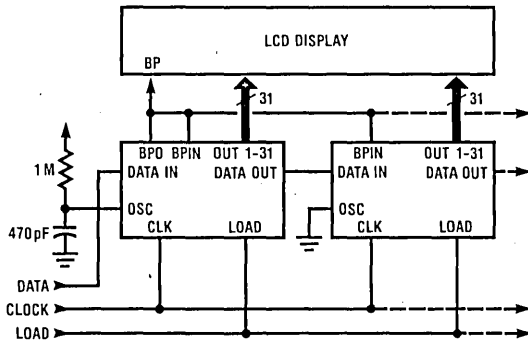 LCD DISPLAY
BP
31
31
BPO BPIN OUT 1-31
DATA IN DATA OUT
OSC
CLK LOAD
BPIN OUT 1-31
DATA IN DATA OUT
OSC
CLK LOAD
1M
470pF
DATA
CLOCK
LOAD